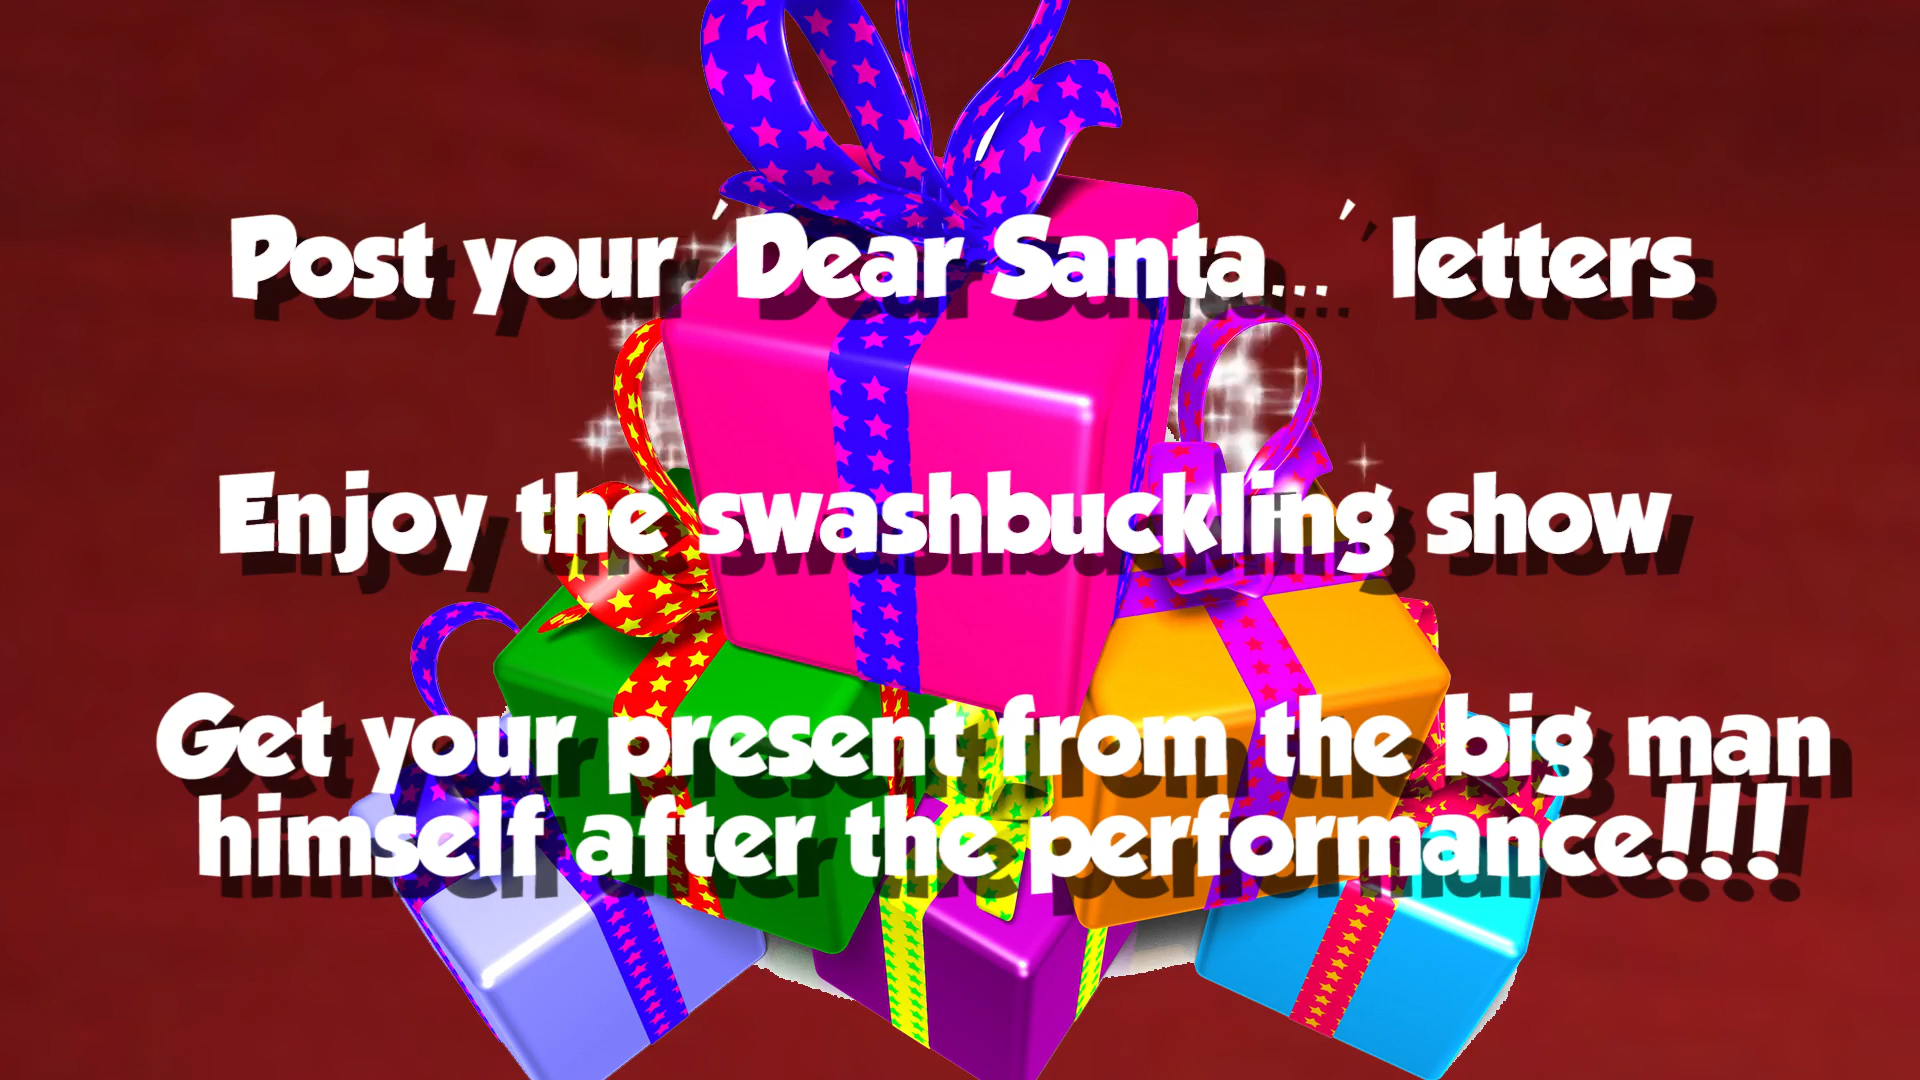 Post your 'Dear Santa...' letters
Enjoy the swashbuckling show
Get your present from the big man
himself after the performance!!!